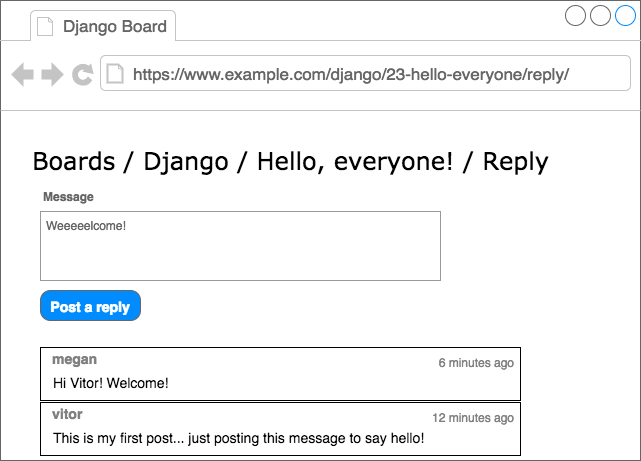 Django Board
https://www.example.com/django/23-hello-everyone/reply/
Boards / Django / Hello, everyone! / Reply
Message
Weeeeelcome!
Post a reply
megan
6 minutes ago
Hi Vitor! Welcome!
vitor
12 minutes ago
This is my first post... just posting this message to say hello!